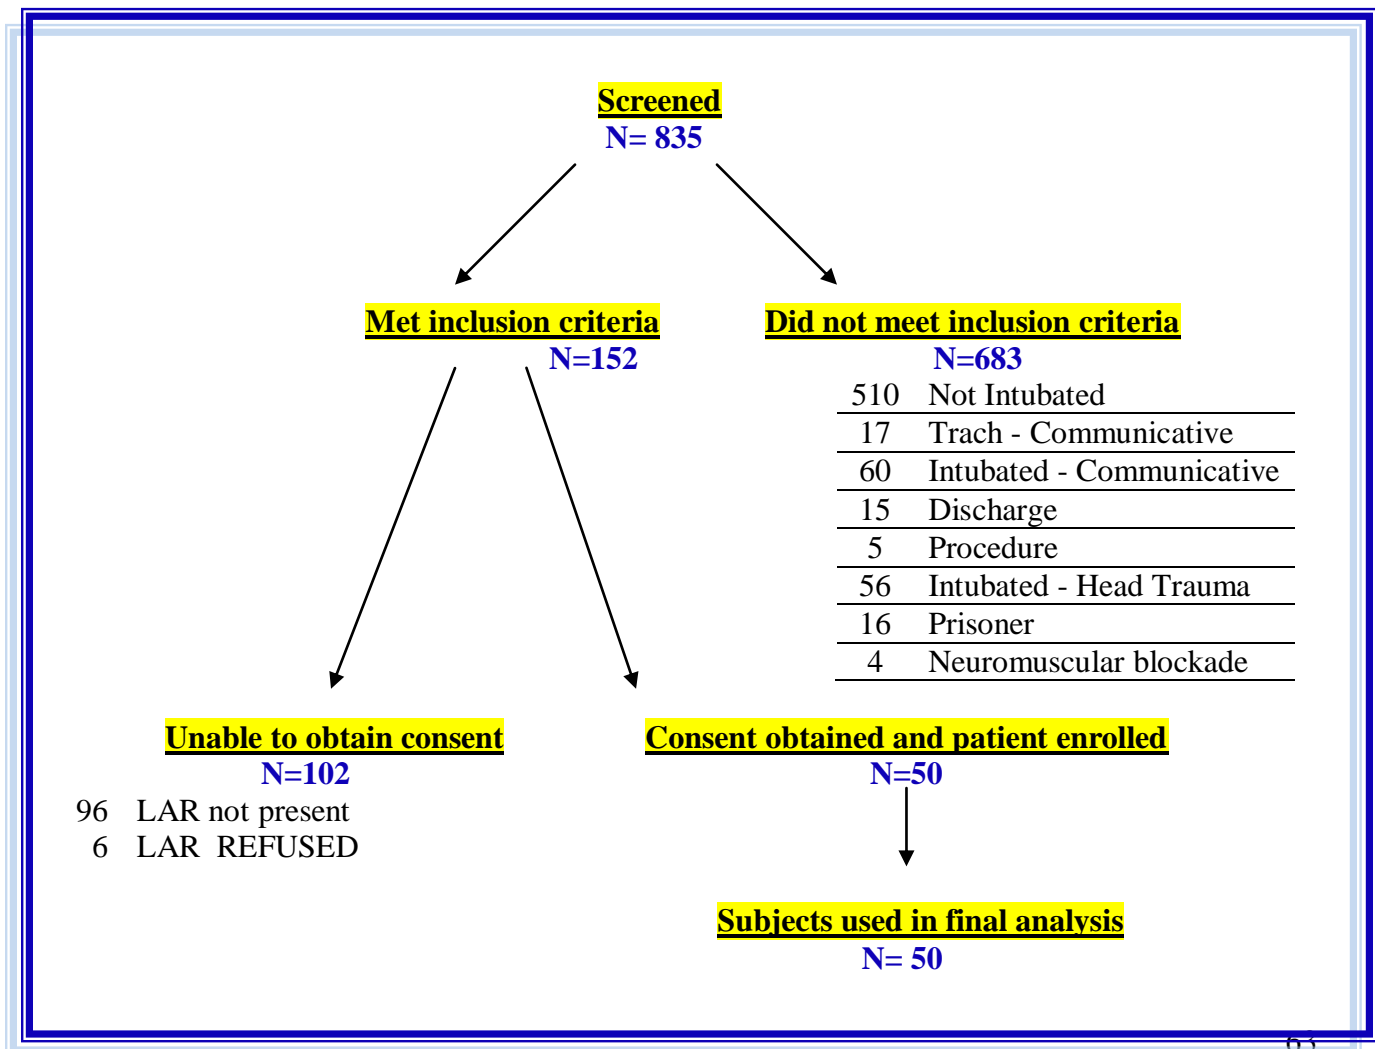 Screened
N= 835
Met inclusion criteria
N=152
Did not meet inclusion criteria
N=683
510 Not Intubated
17 Trach - Communicative
60 Intubated - Communicative
15 Discharge
5 Procedure
56 Intubated - Head Trauma
16 Prisoner
4 Neuromuscular blockade
Unable to obtain consent
N=102
96 LAR not present
6 LAR REFUSED
Consent obtained and patient enrolled
N=50
Subjects used in final analysis
N= 50
63